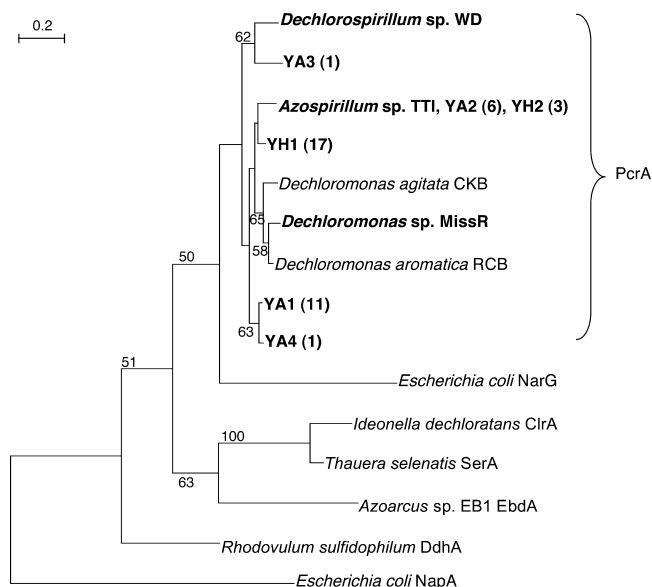 Dechlorospirillum sp. WD
0.2
62
YA3 (1)
Azospirillum sp. TTI, YA2 (6), YH2 (3)
YH1 (17)
PcrA
Dechloromonas agitata CKB
65
Dechloromonas sp. MissR
58
50
Dechloromonas aromatica RCB
YA1 (11)
63
YA4 (1)
51
Escherichia coli NarG
Ideonella dechloratans ClrA
100
Thauera selenatis SerA
63
Azoarcus sp. EB1 EbdA
Rhodovulum sulfidophilum DdhA
Escherichia coli NapA